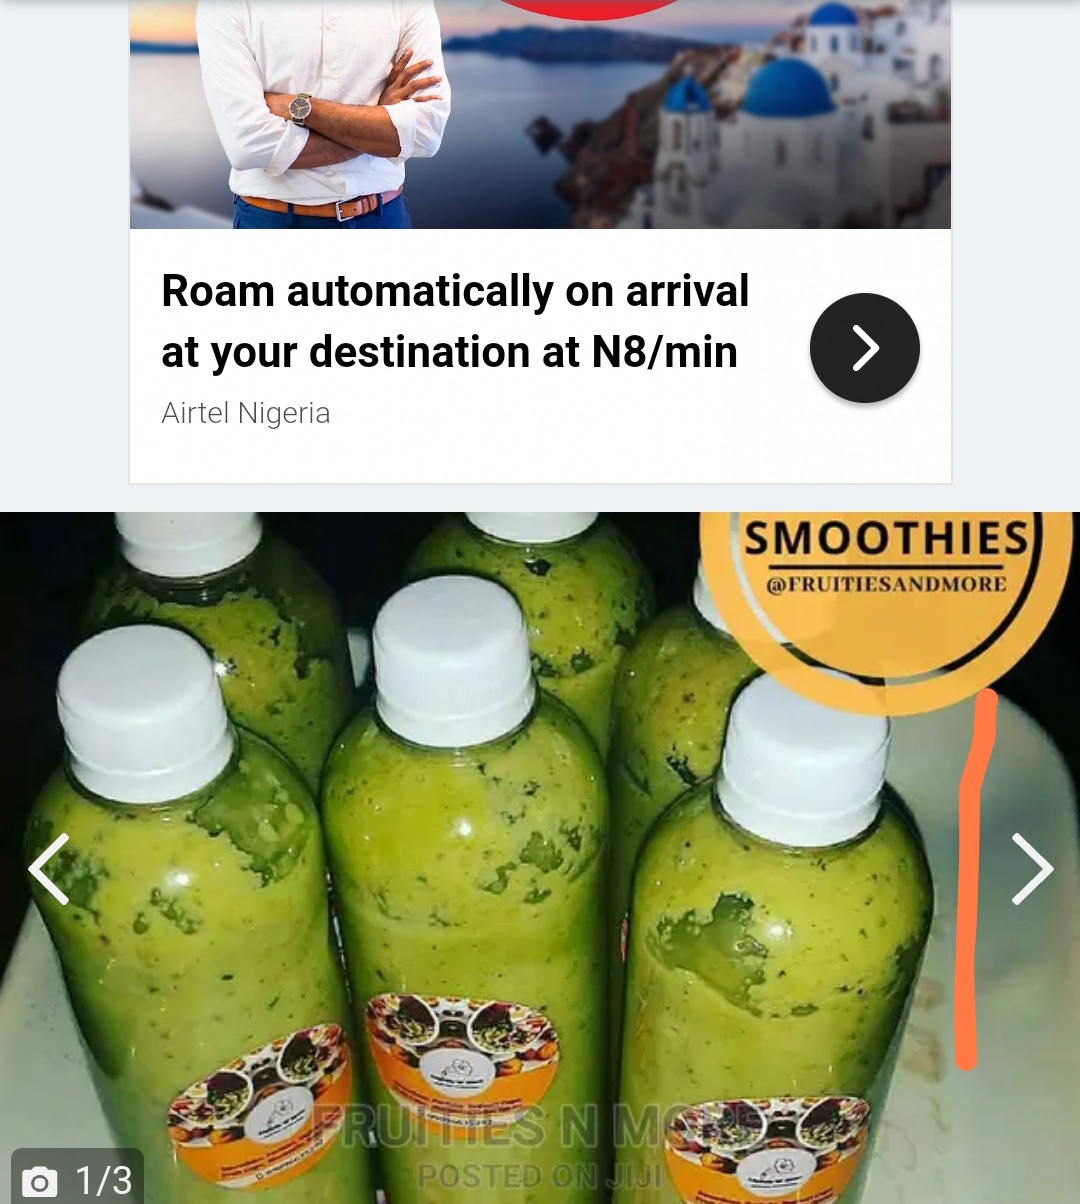 Roam automatically on arrival
at your destination at N8/min
Airtel Nigeria
SMOOTHIES
@FRUITIESANDMORE
FRUITIES N MORE
POSTED ON JIJI
1/3